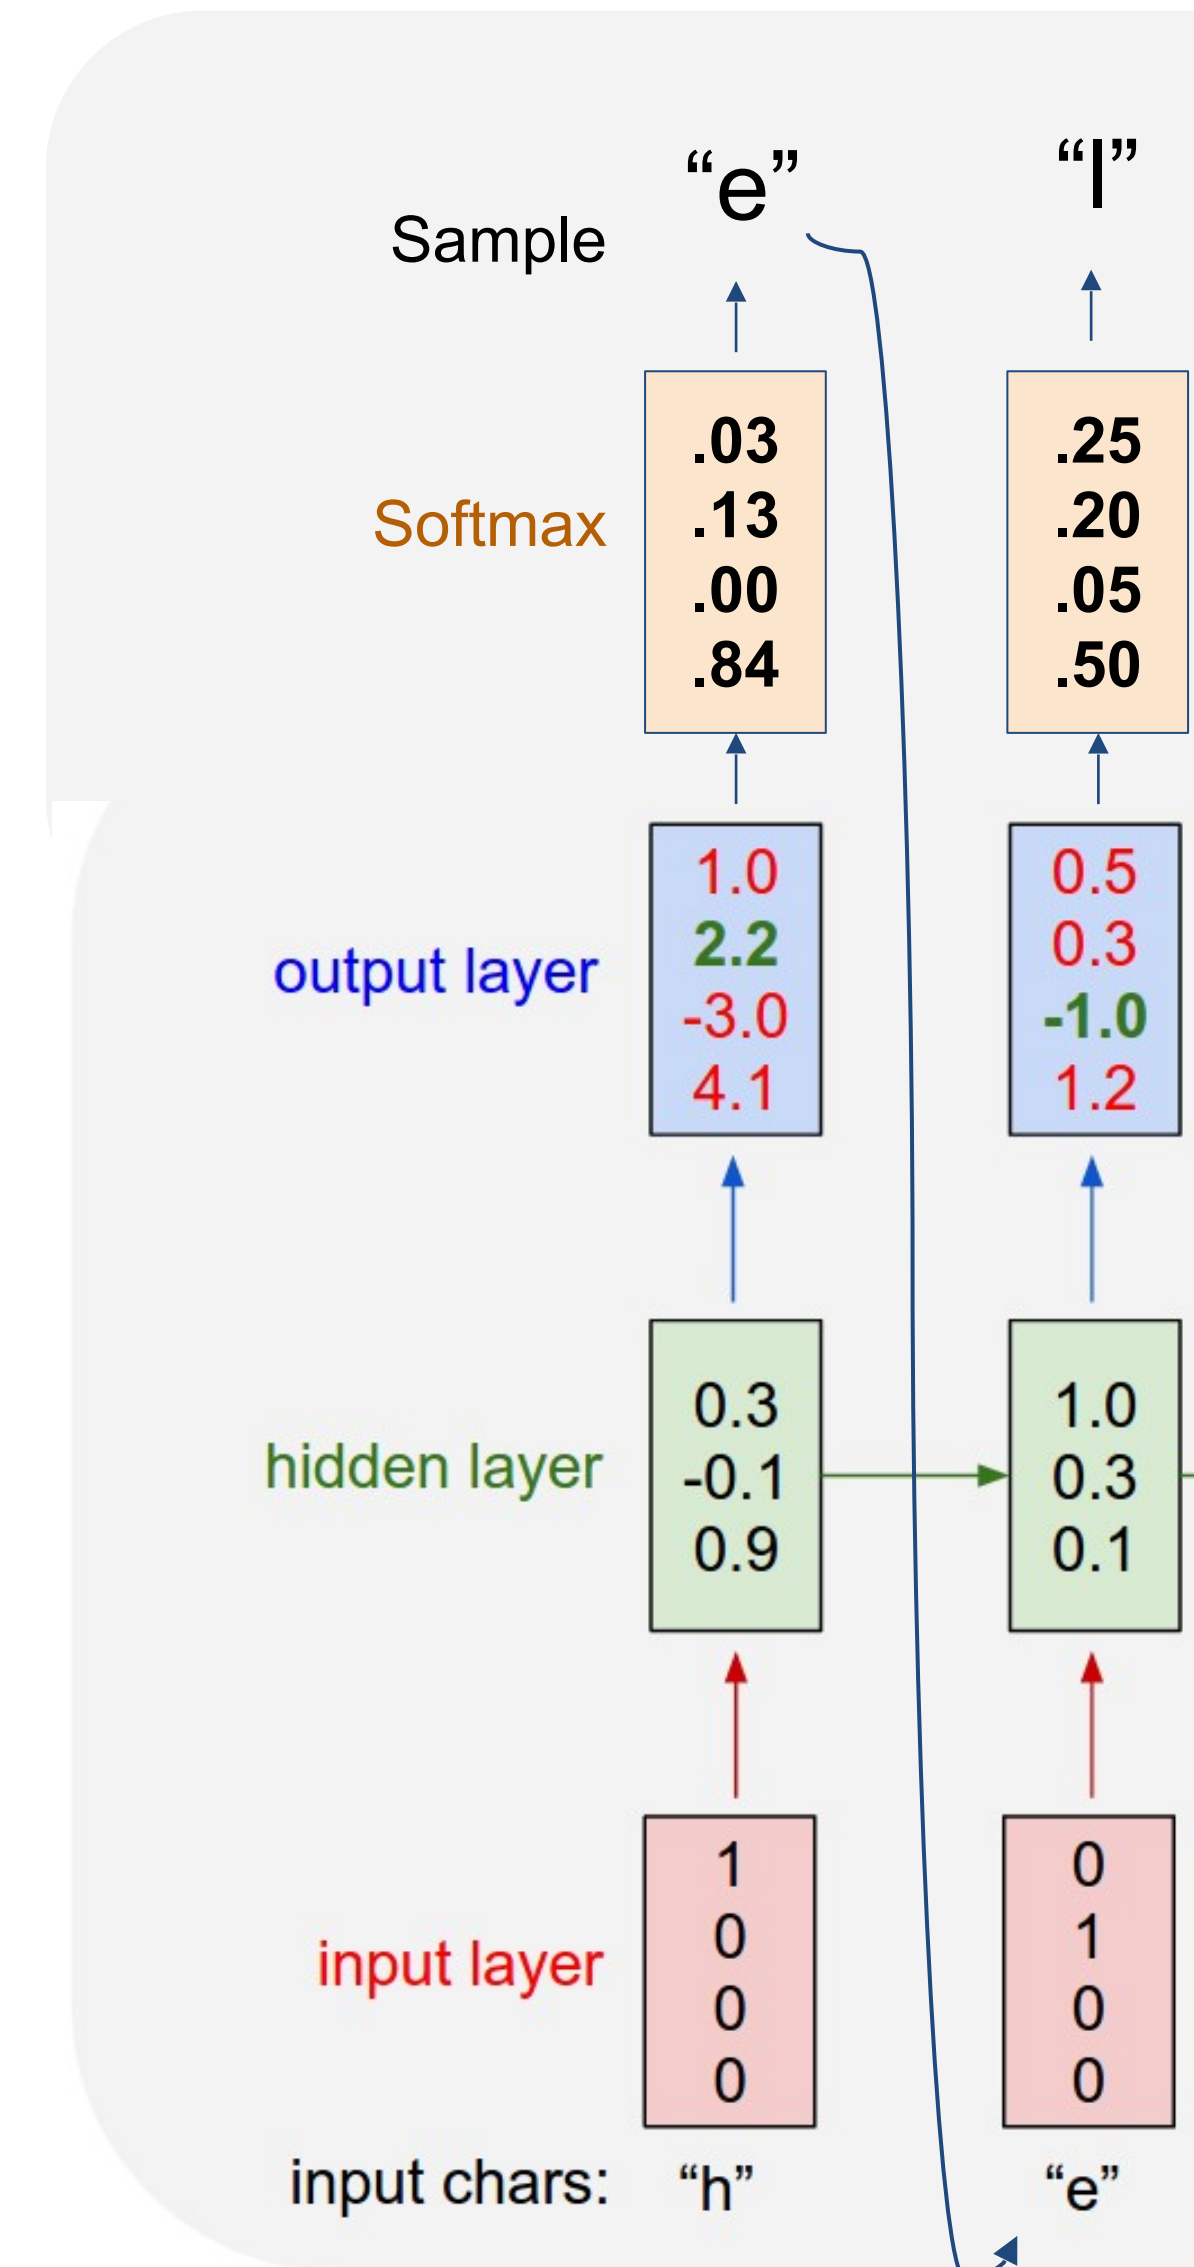 “e” “l”
Sample
Softmax
.03 .25
.13 .20
.00 .05
.84 .50
output layer
1.0 0.5
2.2 0.3
-3.0 -1.0
4.1 1.2
hidden layer
0.3 1.0
-0.1 0.3
0.9 0.1
input layer
1 0
0 1
0 0
0 0
input chars: “h” “e”